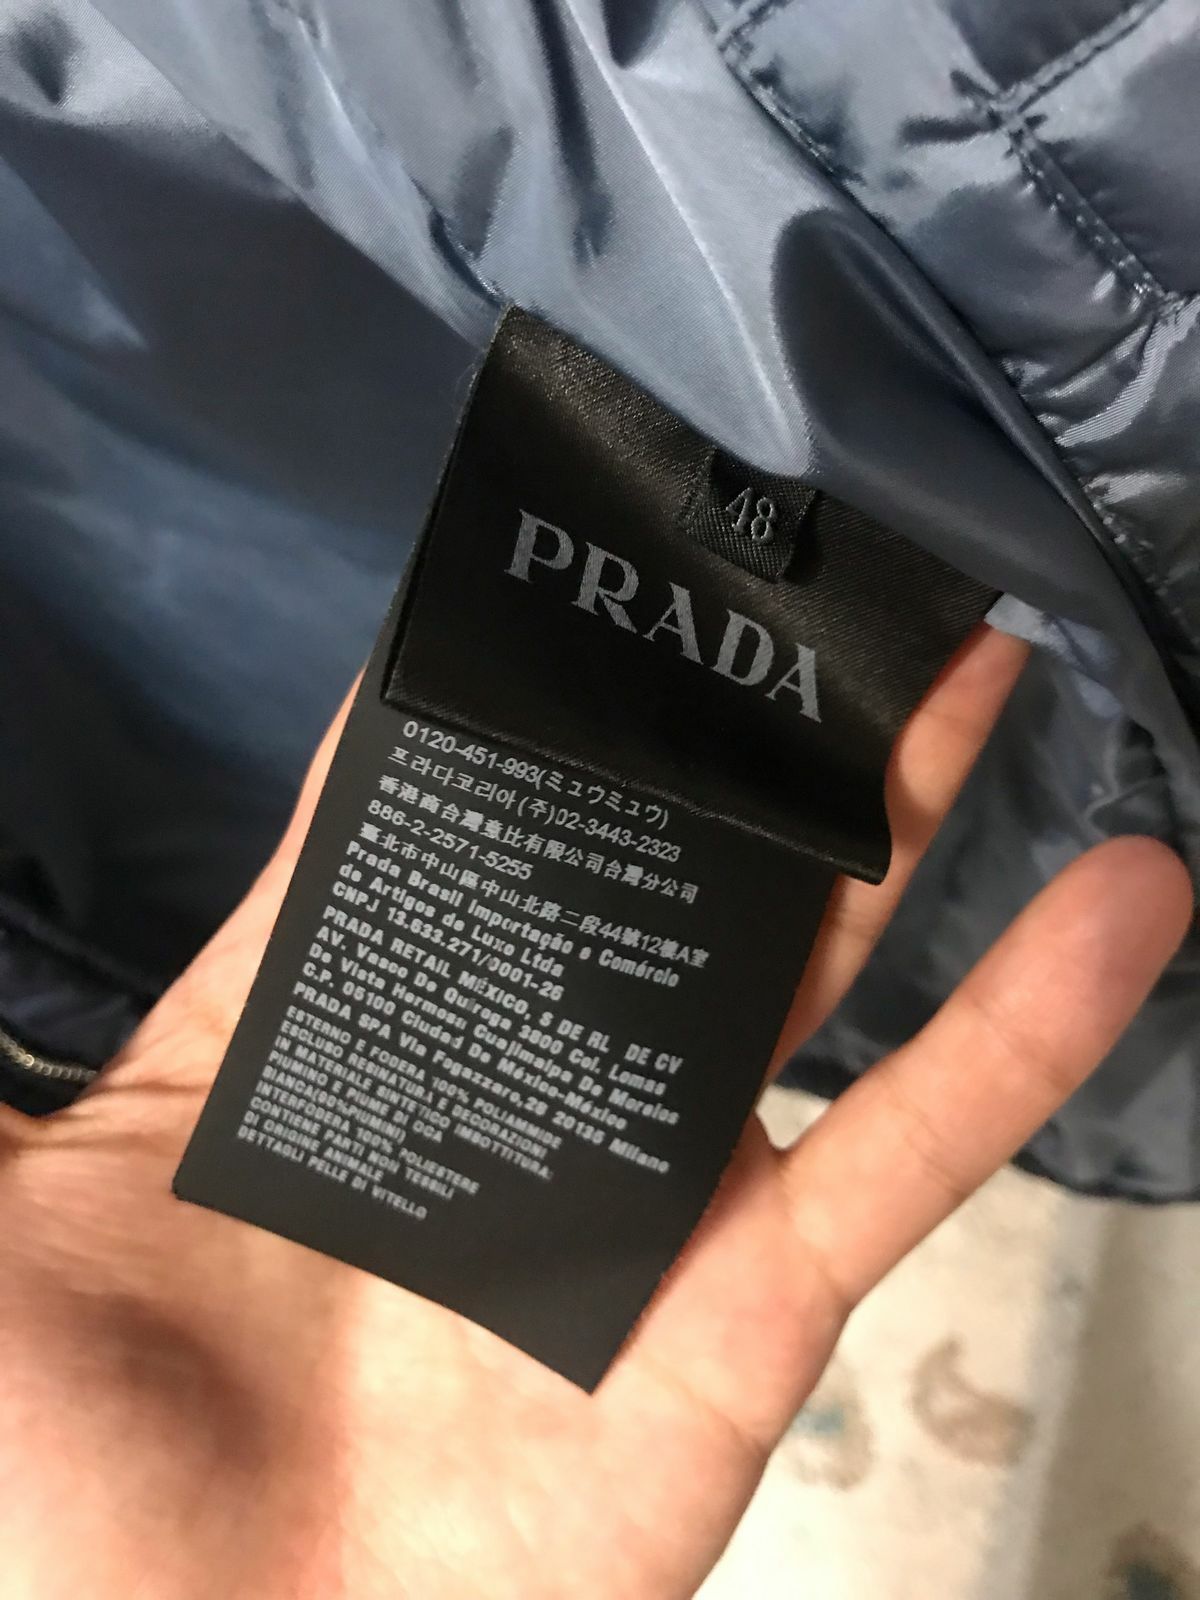 48
PRADA
0120-451-993(ミュウミュウ)
프라다코리아(주)02-3443-2323
香港商台灣意比有限公司台灣分公司
886-2-2571-5255
臺北市中山區中山北路二段44號12樓A室
Prada Brasil Importação e Comércio
de Artigos de Luxo Ltda
CNPJ 13.633.271/0001-26
PRADA RETAIL MÉXICO, S DE RL DE CV
AV. Vasco De Quiroga 3800 Col. Lomas
De Vista Hermosu Cuajimalpa De Morelos
C.P. 05100 Ciudad De México-México
PRADA SPA Via Fogazzaro,28 20135 Milano
ESTERNO E FODERA 100% POLIAMMIDE
ESCLUSO RESINATURA E DECORAZIONI
IN MATERIALE SINTETICO IMBOTTITURA:
PIUMINO E PIUME DI OCA
BIANCA(90%PIUMINI)
INTERFODERA 100% POLIESTERE
CONTIENE PARTI NON TESSILI
DI ORIGINE ANIMALE
DETTAGLI PELLE DI VITELLO